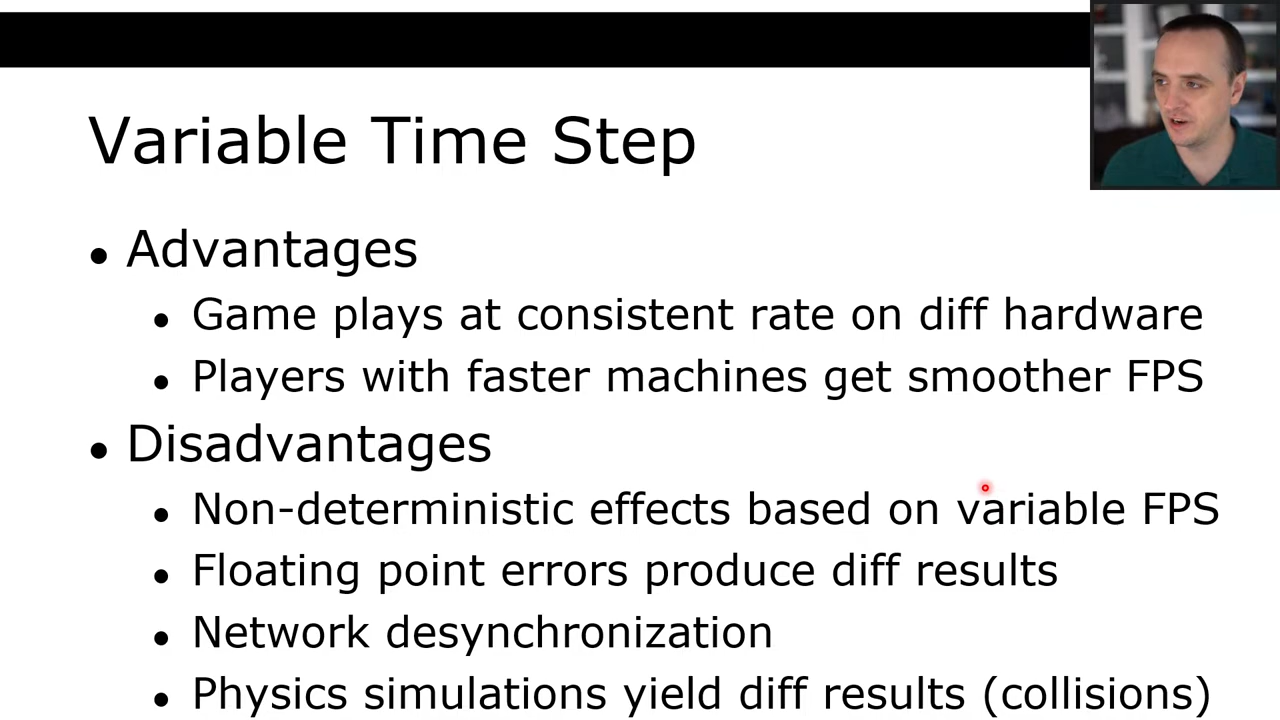 Variable Time Step
● Advantages
● Game plays at consistent rate on diff hardware
● Players with faster machines get smoother FPS
● Disadvantages
● Non-deterministic effects based on variable FPS
● Floating point errors produce diff results
● Network desynchronization
● Physics simulations yield diff results (collisions)